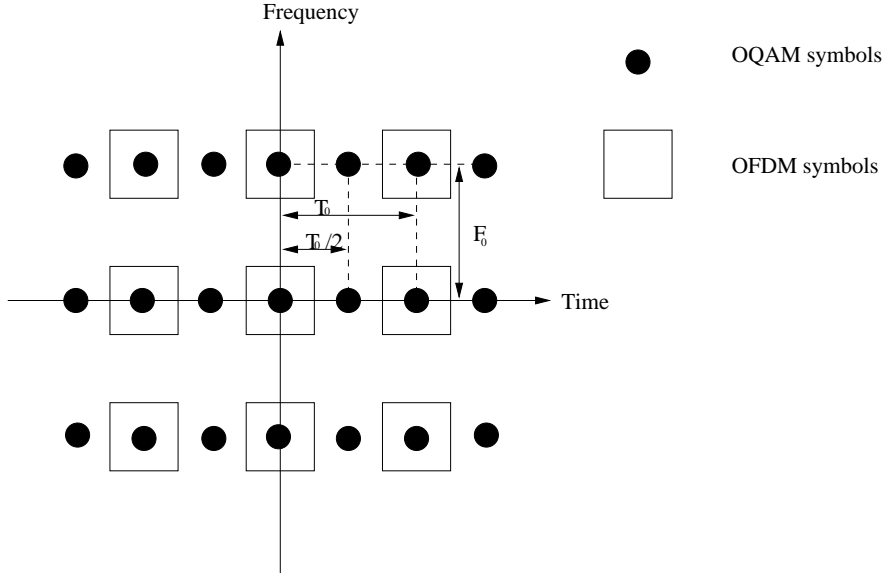 Frequency
OQAM symbols
OFDM symbols
T₀
T₀/2
F₀
Time